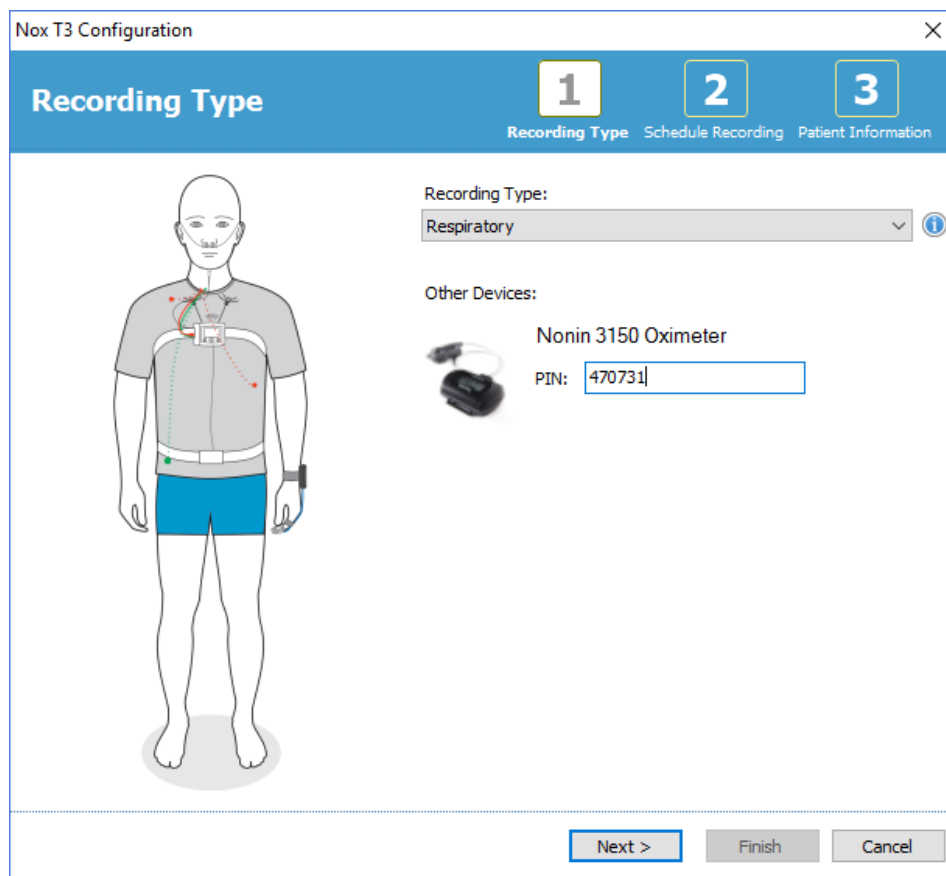 Nox T3 Configuration
Recording Type
1
2
3
Recording Type
Schedule Recording
Patient Information
Recording Type:
Respiratory
Other Devices:
Nonin 3150 Oximeter
PIN: 470731
Next >
Finish
Cancel